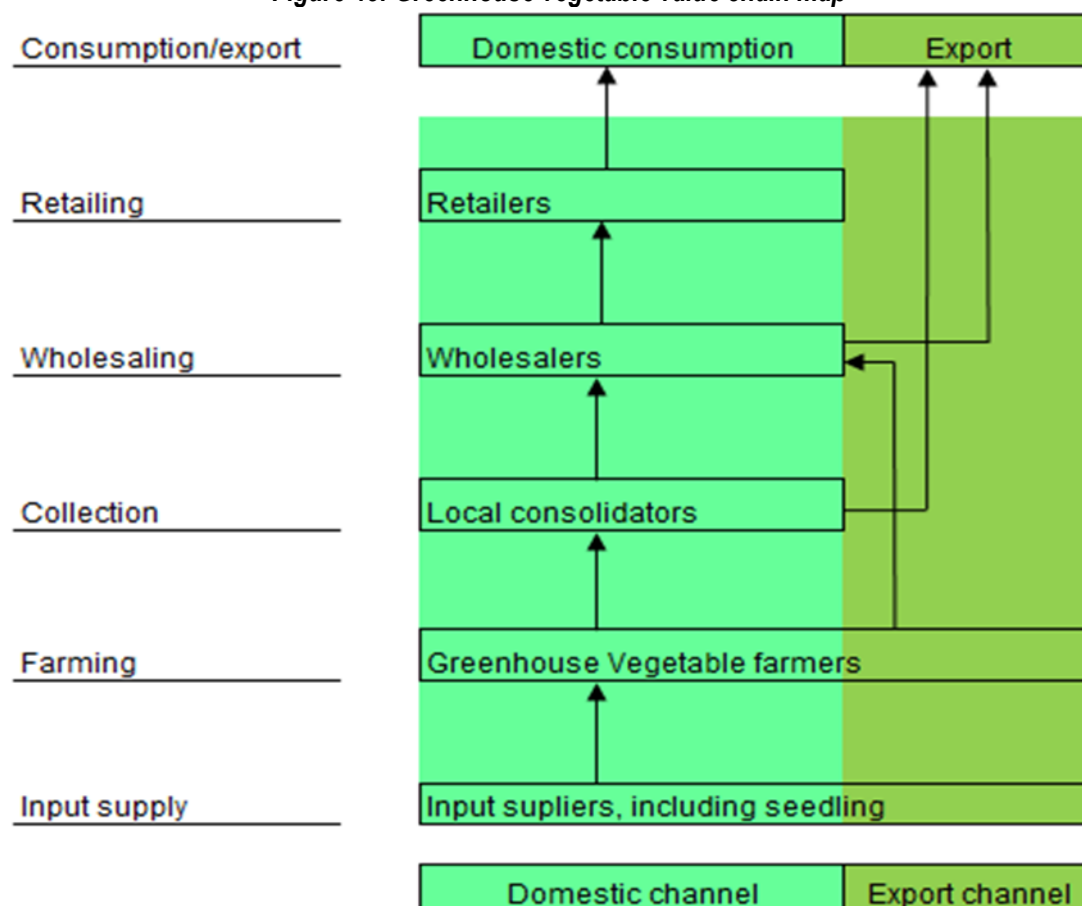 Consumption/export
Domestic consumption
Export
Retailing
Retailers
Wholesaling
Wholesalers
Collection
Local consolidators
Farming
Greenhouse Vegetable farmers
Input supply
Input supliers, including seedling
Domestic channel
Export channel